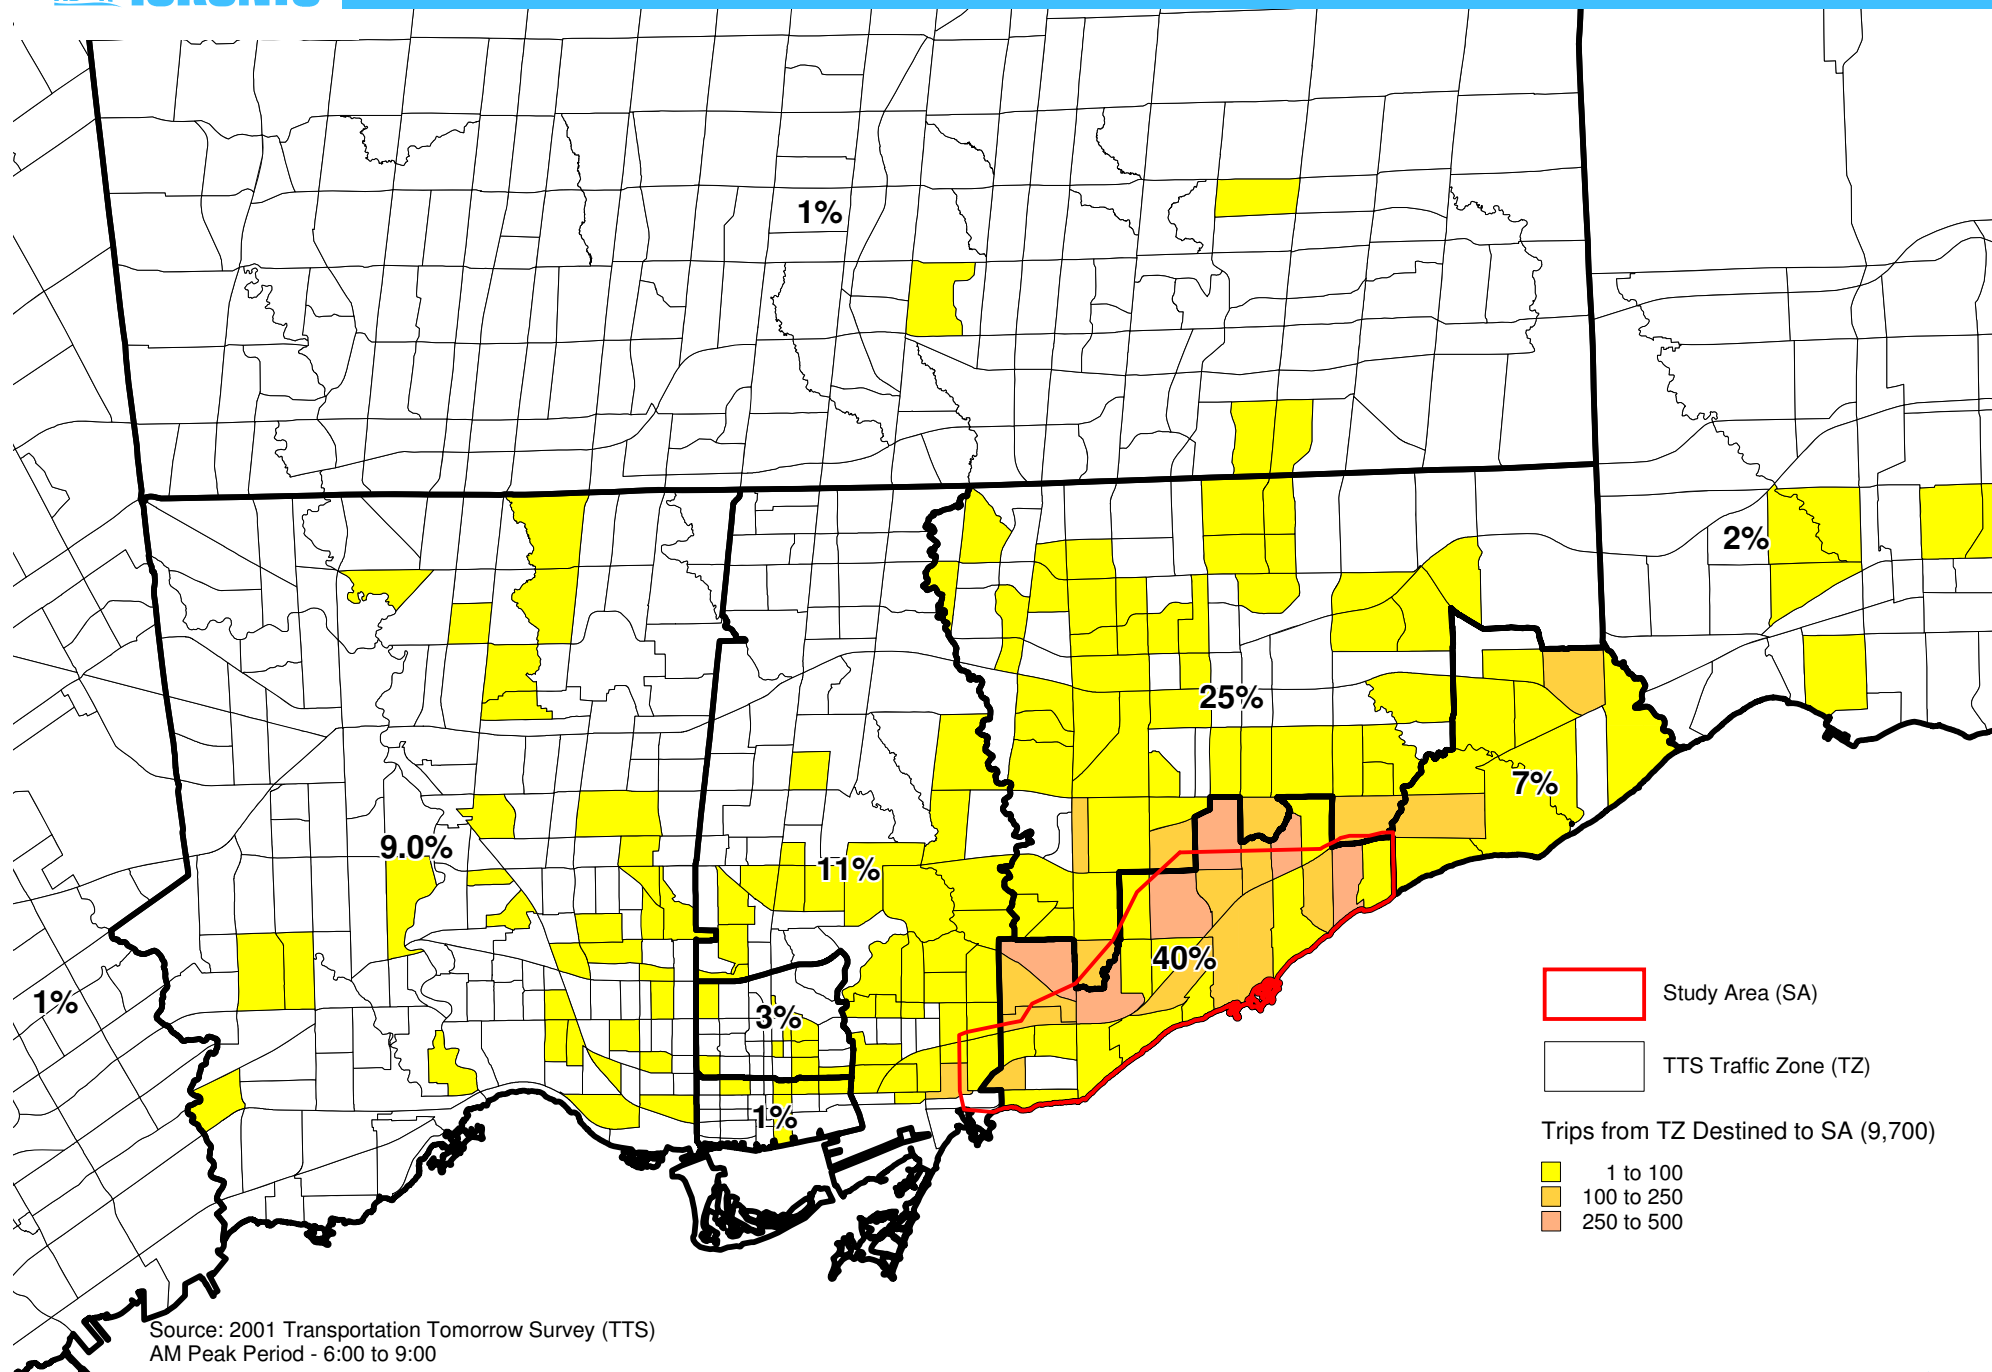 1%
2%
25%
7%
9.0%
11%
40%
1%
3%
1%
Study Area (SA)
TTS Traffic Zone (TZ)
Trips from TZ Destined to SA (9,700)
1 to 100
100 to 250
250 to 500
Source: 2001 Transportation Tomorrow Survey (TTS)
AM Peak Period - 6:00 to 9:00